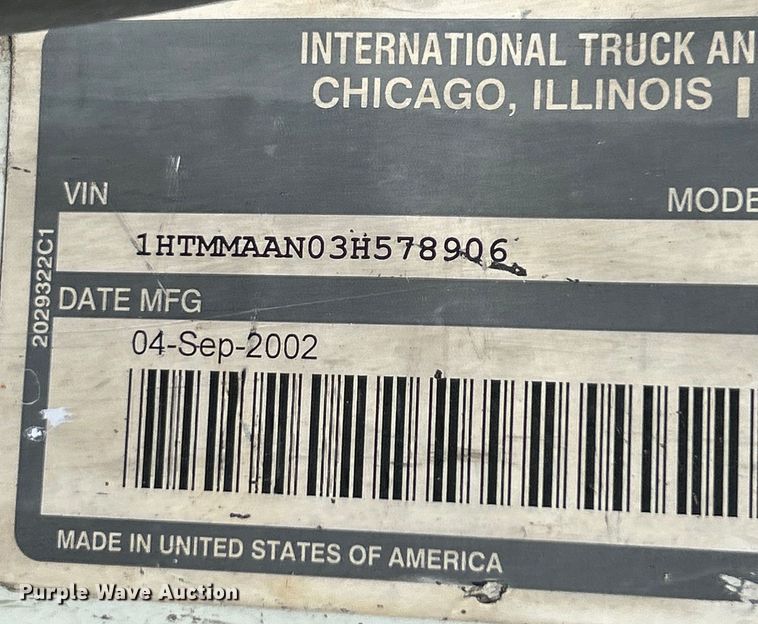 INTERNATIONAL TRUCK AN
CHICAGO, ILLINOIS
VIN
MODE
1HTMMAAN03H578906
2029322C1
DATE MFG
04-Sep-2002
MADE IN UNITED STATES OF AMERICA
Purple Wave Auction